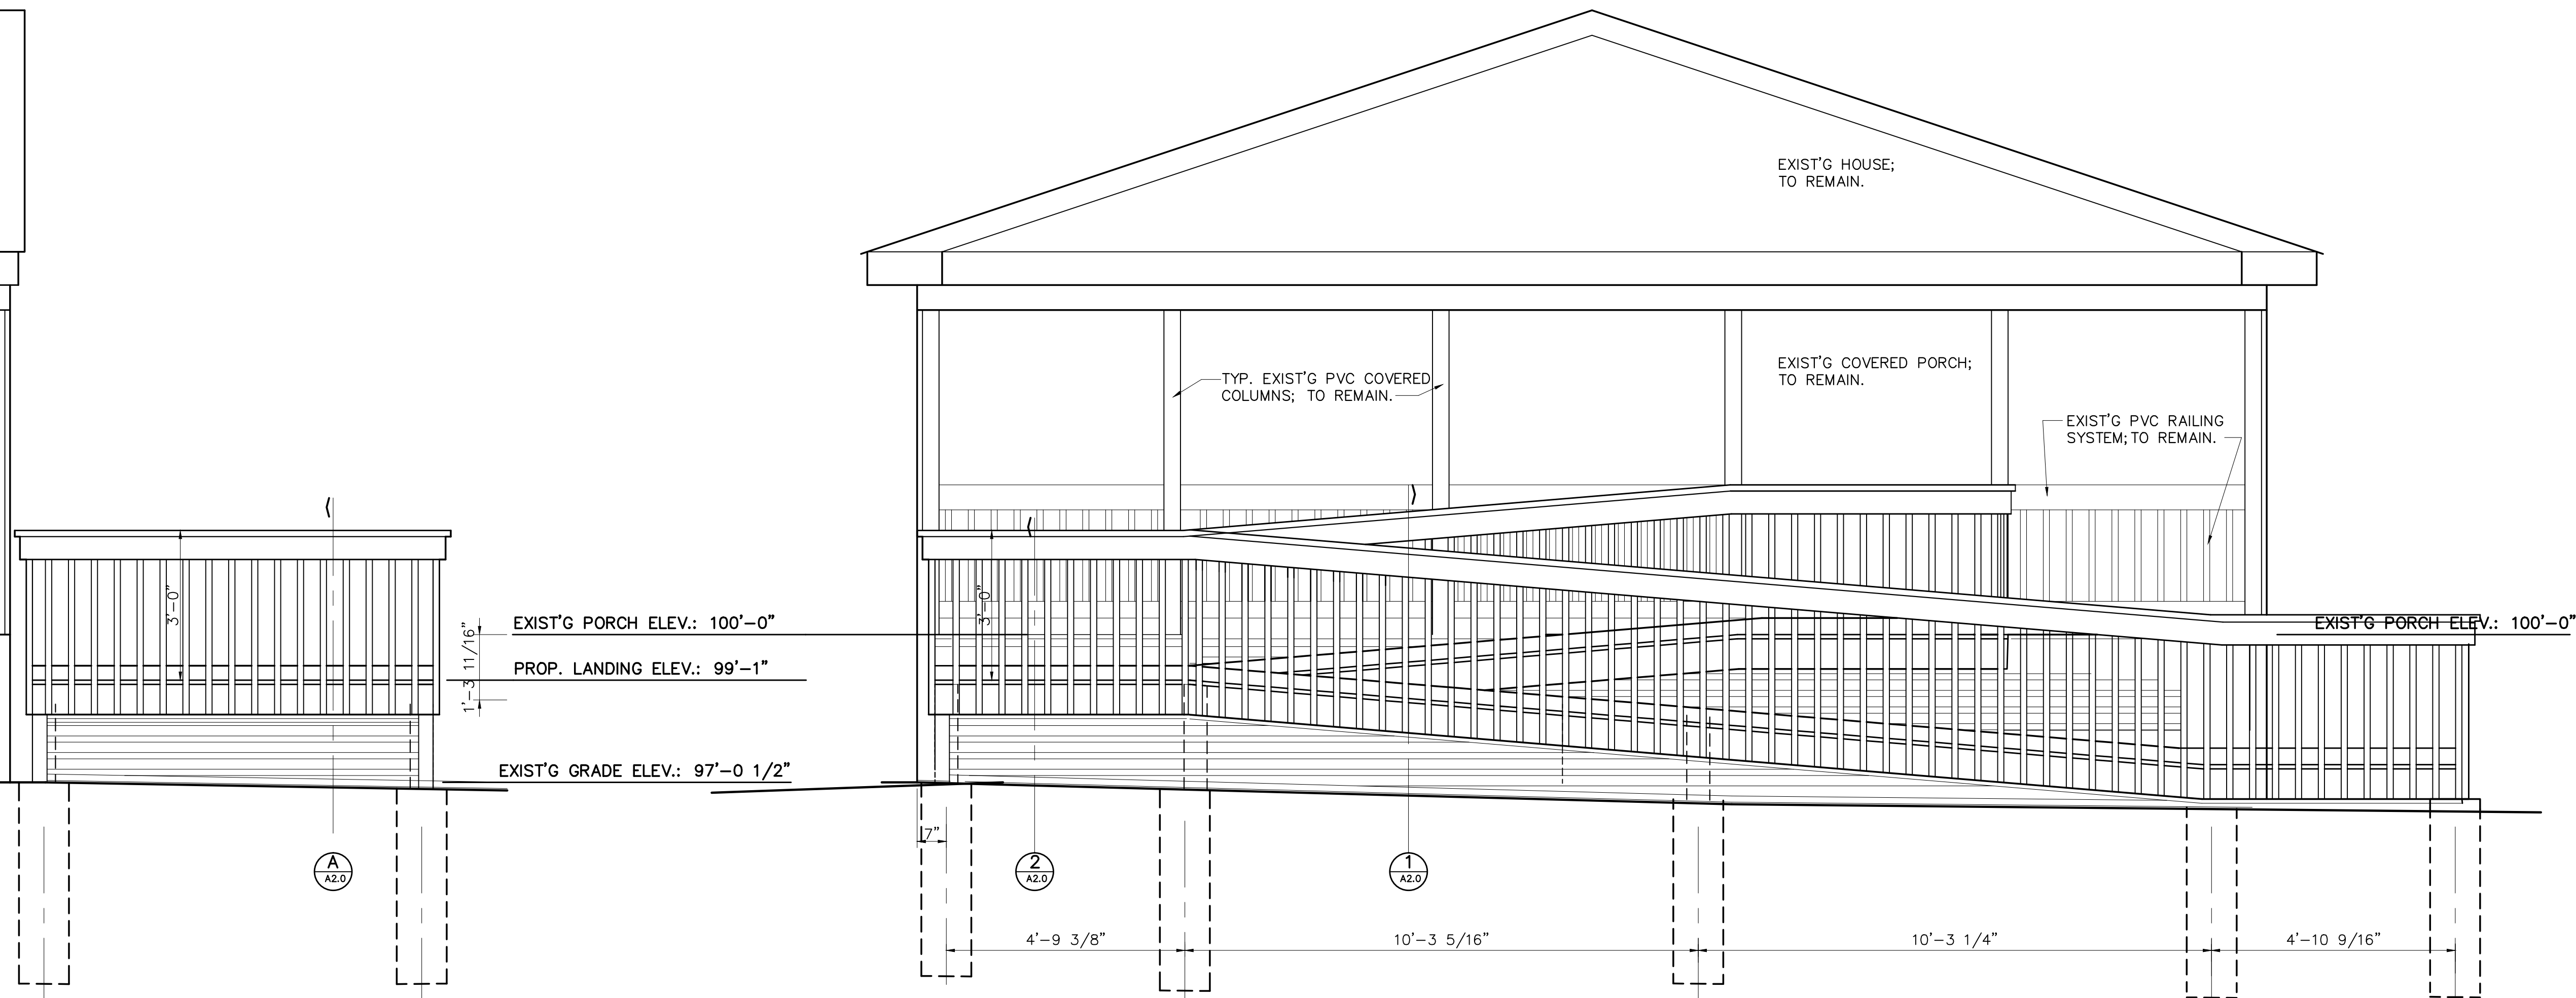 EXIST'G HOUSE;
TO REMAIN.
TYP. EXIST'G PVC COVERED
COLUMNS; TO REMAIN.
EXIST'G COVERED PORCH;
TO REMAIN.
EXIST'G PVC RAILING
SYSTEM; TO REMAIN.
3'-0"
1'-3 11/16"
EXIST'G PORCH ELEV.: 100'-0"
PROP. LANDING ELEV.: 99'-1"
EXIST'G GRADE ELEV.: 97'-0 1/2"
3'-0"
EXIST'G PORCH ELEV.: 100'-0"
7"
A
A2.0
2
A2.0
1
A2.0
4'-9 3/8"
10'-3 5/16"
10'-3 1/4"
4'-10 9/16"